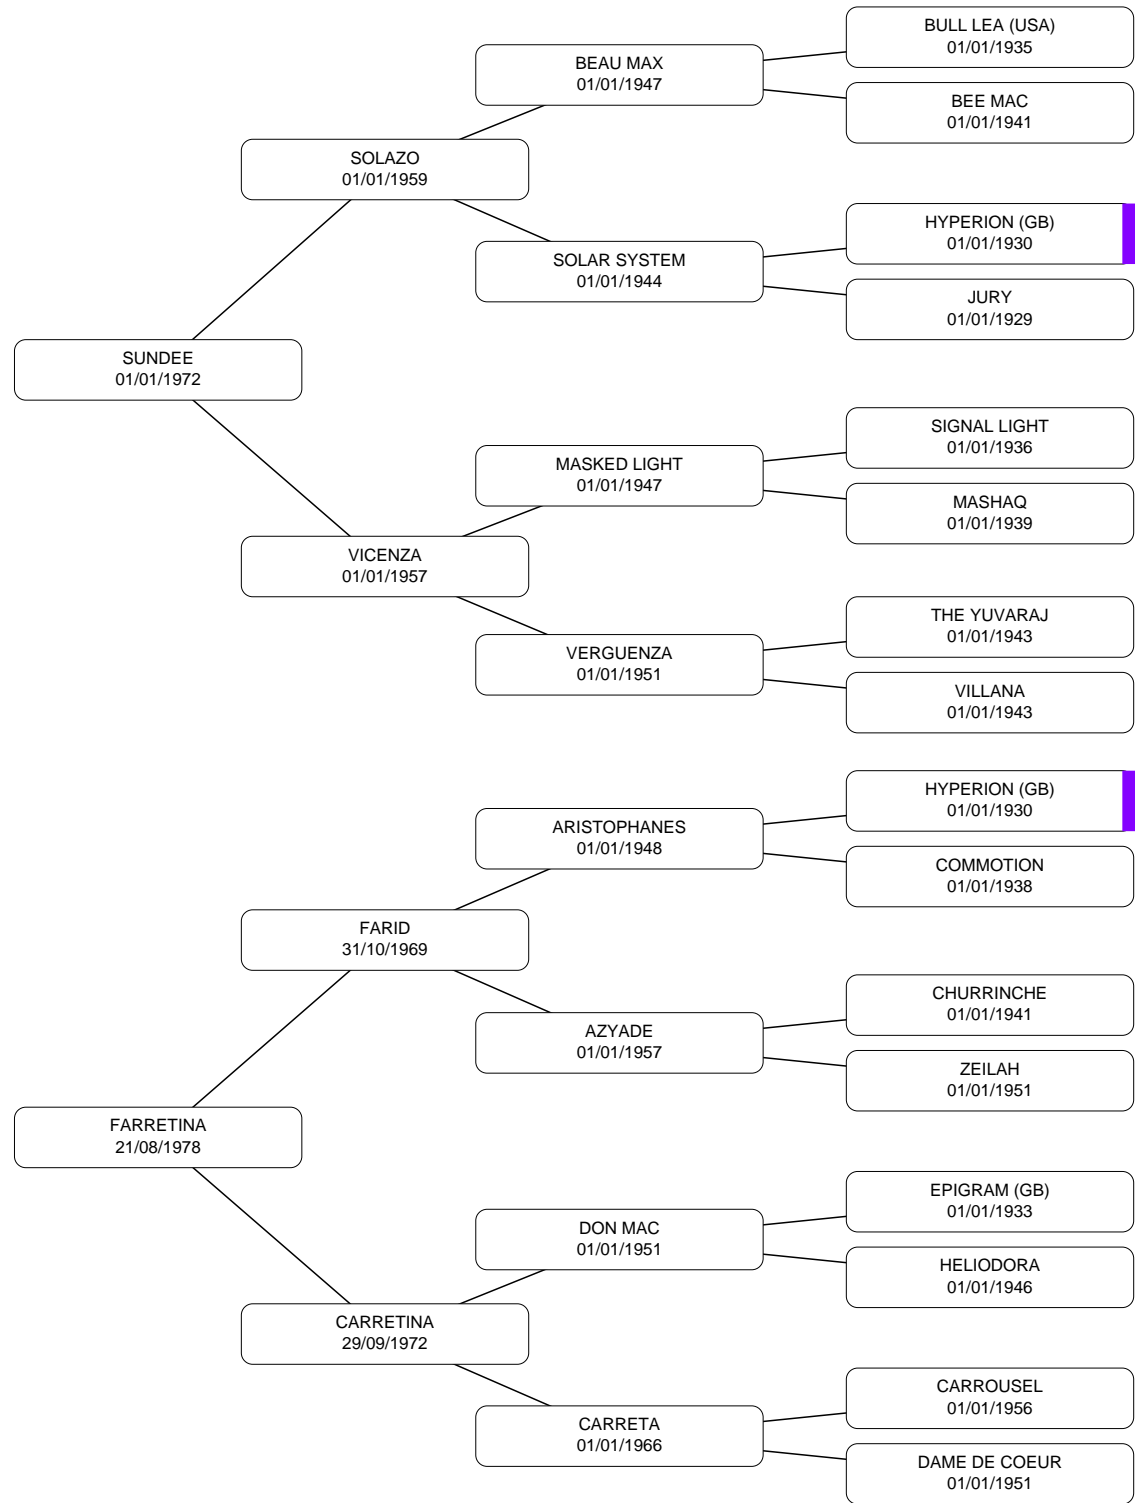 BULL LEA (USA)
01/01/1935
BEAU MAX
01/01/1947
BEE MAC
01/01/1941
SOLAZO
01/01/1959
HYPERION (GB)
01/01/1930
SOLAR SYSTEM
01/01/1944
JURY
01/01/1929
SUNDEE
01/01/1972
SIGNAL LIGHT
01/01/1936
MASKED LIGHT
01/01/1947
MASHAQ
01/01/1939
VICENZA
01/01/1957
THE YUVARAJ
01/01/1943
VERGUENZA
01/01/1951
VILLANA
01/01/1943
HYPERION (GB)
01/01/1930
ARISTOPHANES
01/01/1948
COMMOTION
01/01/1938
FARID
31/10/1969
CHURRINCHE
01/01/1941
AZYADE
01/01/1957
ZEILAH
01/01/1951
FARRETINA
21/08/1978
EPIGRAM (GB)
01/01/1933
DON MAC
01/01/1951
HELIODORA
01/01/1946
CARRETINA
29/09/1972
CARROUSEL
01/01/1956
CARRETA
01/01/1966
DAME DE COEUR
01/01/1951